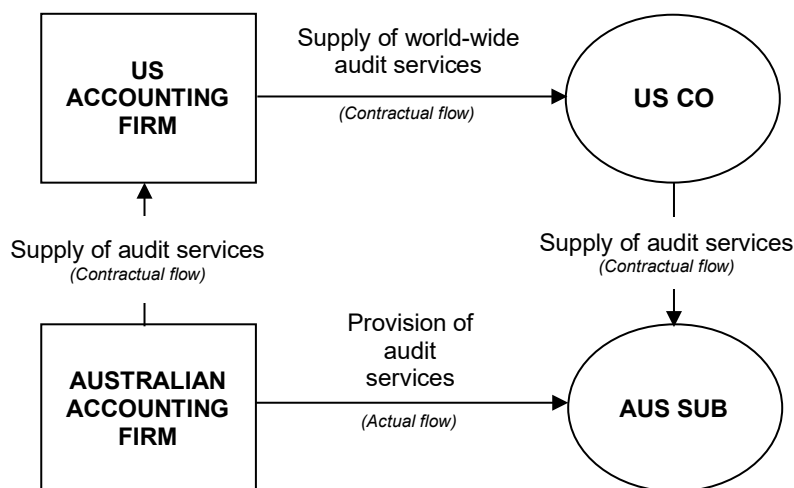 US
ACCOUNTING
FIRM
Supply of world-wide
audit services
(Contractual flow)
US CO
Supply of audit services
(Contractual flow)
Supply of audit services
(Contractual flow)
AUSTRALIAN
ACCOUNTING
FIRM
Provision of
audit
services
(Actual flow)
AUS SUB